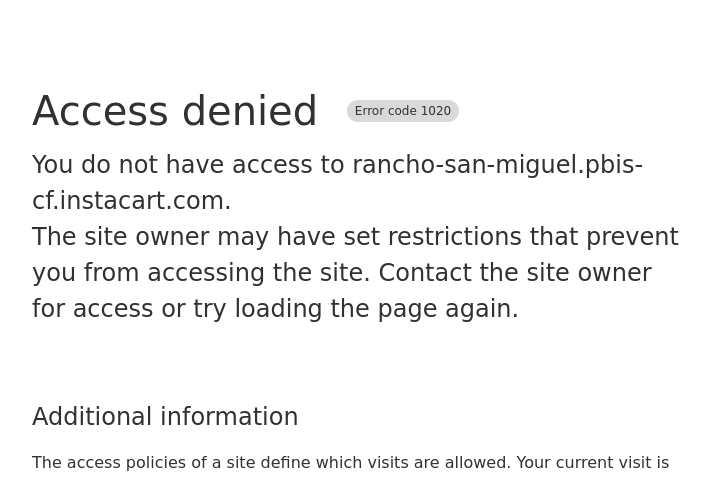 Access denied Error code 1020
You do not have access to rancho-san-miguel.pbis-
cf.instacart.com.
The site owner may have set restrictions that prevent
you from accessing the site. Contact the site owner
for access or try loading the page again.
Additional information
The access policies of a site define which visits are allowed. Your current visit is